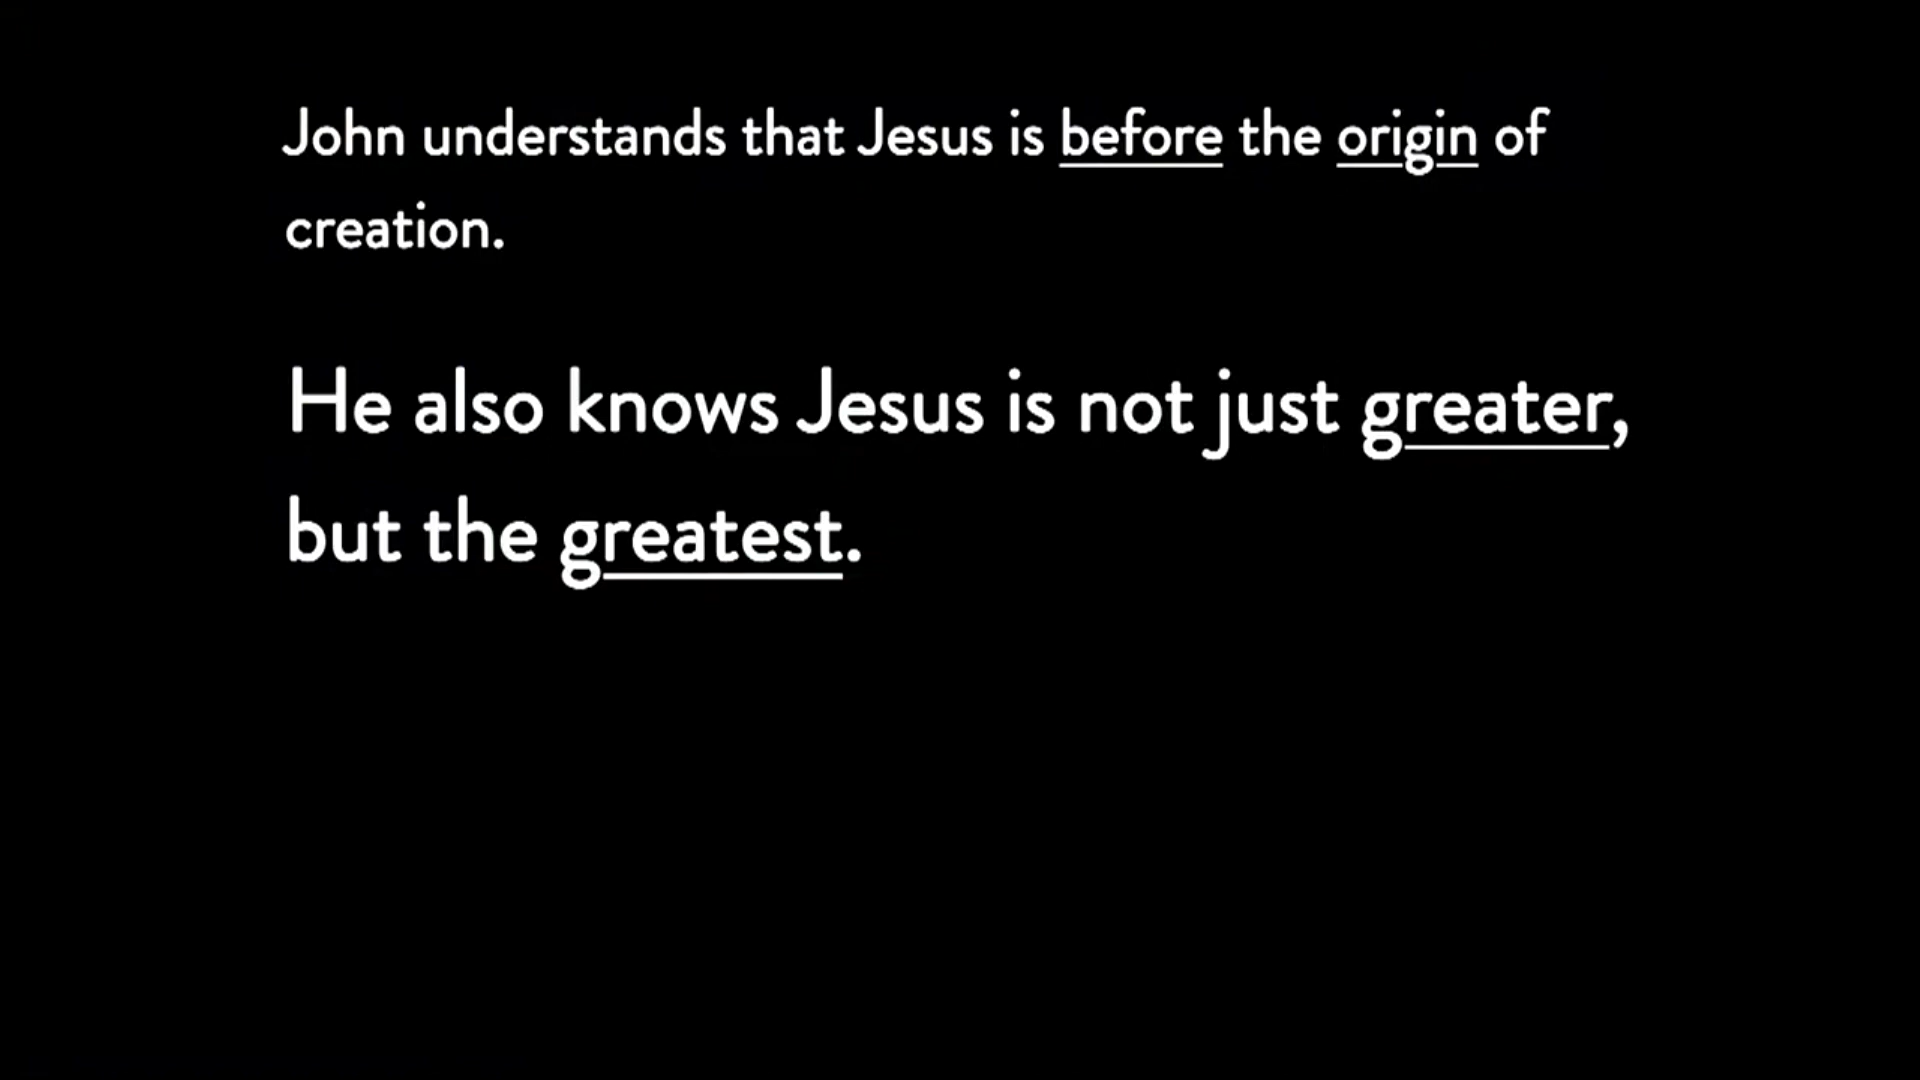 John understands that Jesus is before the origin of
creation.
He also knows Jesus is not just greater,
but the greatest.